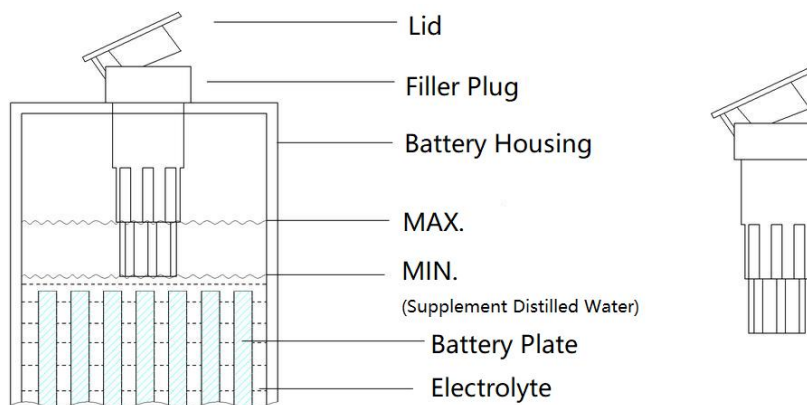 Lid
Filler Plug
Battery Housing
MAX.
MIN.
(Supplement Distilled Water)
Battery Plate
Electrolyte